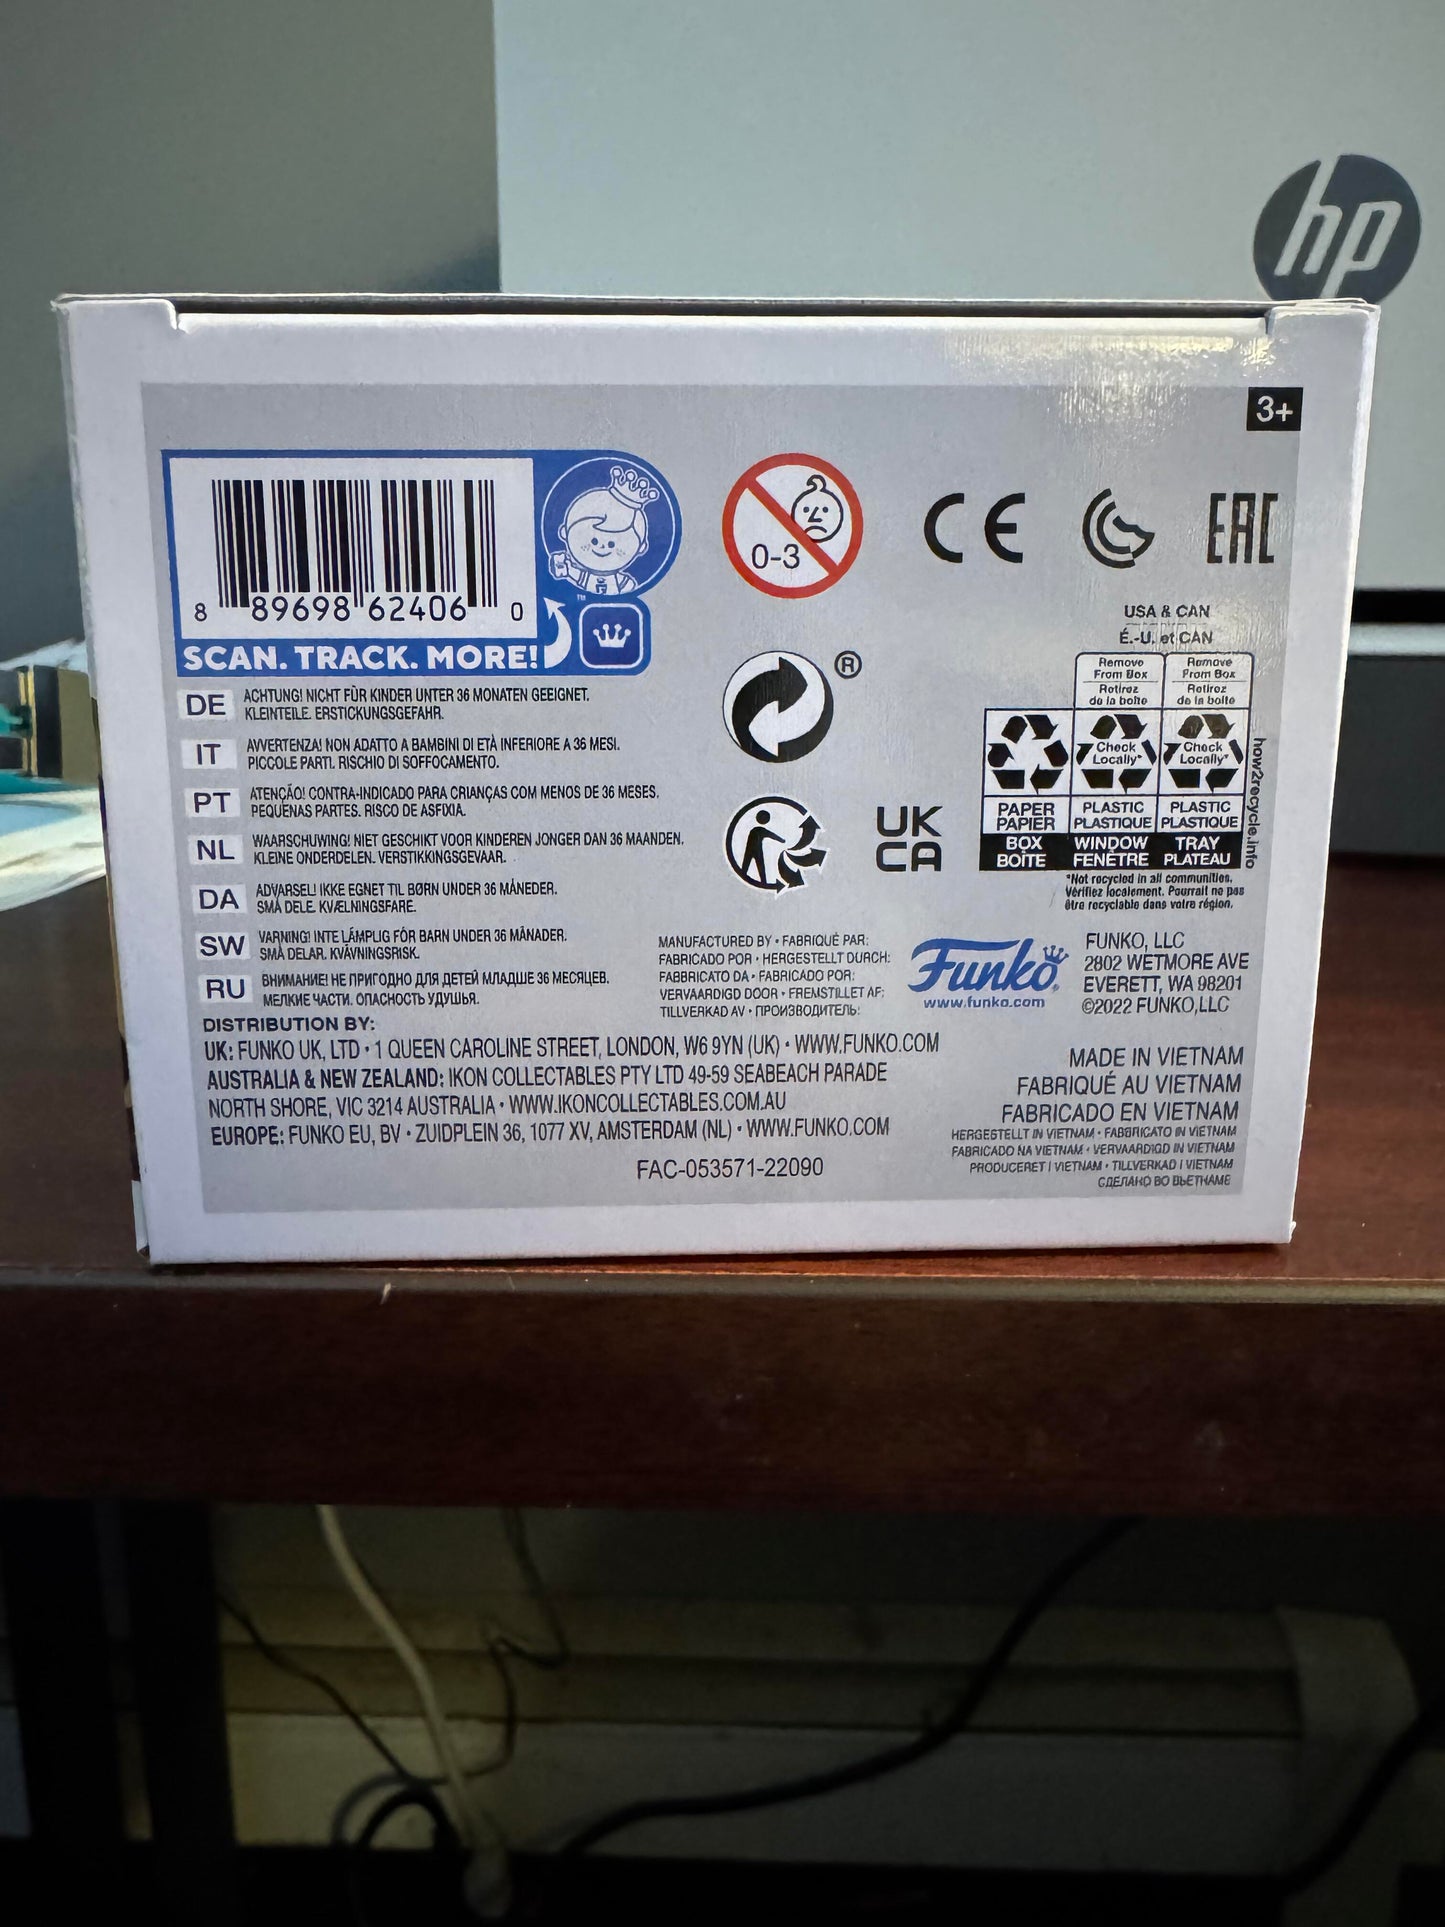 hp
3+
8 89698 62406 0
SCAN. TRACK. MORE!
TM
0-3
CE
EAC
USA & CAN
É.-U. et CAN
Remove
From Box
Retirez
de la boîte
Remove
From Box
Retirez
de la boîte
Check
Locally*
Check
Locally*
PAPER
PAPIER
PLASTIC
PLASTIQUE
PLASTIC
PLASTIQUE
BOX
BOÎTE
WINDOW
FENÊTRE
TRAY
PLATEAU
how2recycle.info
*Not recycled in all communities.
Vérifiez localement. Pourrait ne pas
être recyclable dans votre région.
®
UK
CA
DE ACHTUNG! NICHT FÜR KINDER UNTER 36 MONATEN GEEIGNET.
KLEINTEILE. ERSTICKUNGSGEFAHR.
IT AVVERTENZA! NON ADATTO A BAMBINI DI ETÀ INFERIORE A 36 MESI.
PICCOLE PARTI. RISCHIO DI SOFFOCAMENTO.
PT ATENÇÃO! CONTRA-INDICADO PARA CRIANÇAS COM MENOS DE 36 MESES.
PEQUENAS PARTES. RISCO DE ASFIXIA.
NL WAARSCHUWING! NIET GESCHIKT VOOR KINDEREN JONGER DAN 36 MAANDEN.
KLEINE ONDERDELEN. VERSTIKKINGSGEVAAR.
DA ADVARSEL! IKKE EGNET TIL BØRN UNDER 36 MÅNEDER.
SMÅ DELE. KVÆLNINGSFARE.
SW VARNING! INTE LÄMPLIG FÖR BARN UNDER 36 MÅNADER.
SMÅ DELAR. KVÄVNINGSRISK.
RU ВНИМАНИЕ! НЕ ПРИГОДНО ДЛЯ ДЕТЕЙ МЛАДШЕ 36 МЕСЯЦЕВ.
МЕЛКИЕ ЧАСТИ. ОПАСНОСТЬ УДУШЬЯ.
MANUFACTURED BY • FABRIQUÉ PAR:
FABRICADO POR • HERGESTELLT DURCH:
FABBRICATO DA • FABRICADO POR:
VERVAARDIGD DOOR • FREMSTILLET AF:
TILLVERKAD AV • ПРОИЗВОДИТЕЛЬ:
Funko
www.funko.com
FUNKO, LLC
2802 WETMORE AVE
EVERETT, WA 98201
©2022 FUNKO,LLC
DISTRIBUTION BY:
UK: FUNKO UK, LTD • 1 QUEEN CAROLINE STREET, LONDON, W6 9YN (UK) • WWW.FUNKO.COM
AUSTRALIA & NEW ZEALAND: IKON COLLECTABLES PTY LTD 49-59 SEABEACH PARADE
NORTH SHORE, VIC 3214 AUSTRALIA • WWW.IKONCOLLECTABLES.COM.AU
EUROPE: FUNKO EU, BV • ZUIDPLEIN 36, 1077 XV, AMSTERDAM (NL) • WWW.FUNKO.COM
FAC-053571-22090
MADE IN VIETNAM
FABRIQUÉ AU VIETNAM
FABRICADO EN VIETNAM
HERGESTELLT IN VIETNAM • FABBRICATO IN VIETNAM
FABRICADO NA VIETNAM • VERVAARDIGD IN VIETNAM
PRODUCERET I VIETNAM • TILLVERKAD I VIETNAM
СДЕЛАНО ВО ВЬЕТНАМЕ